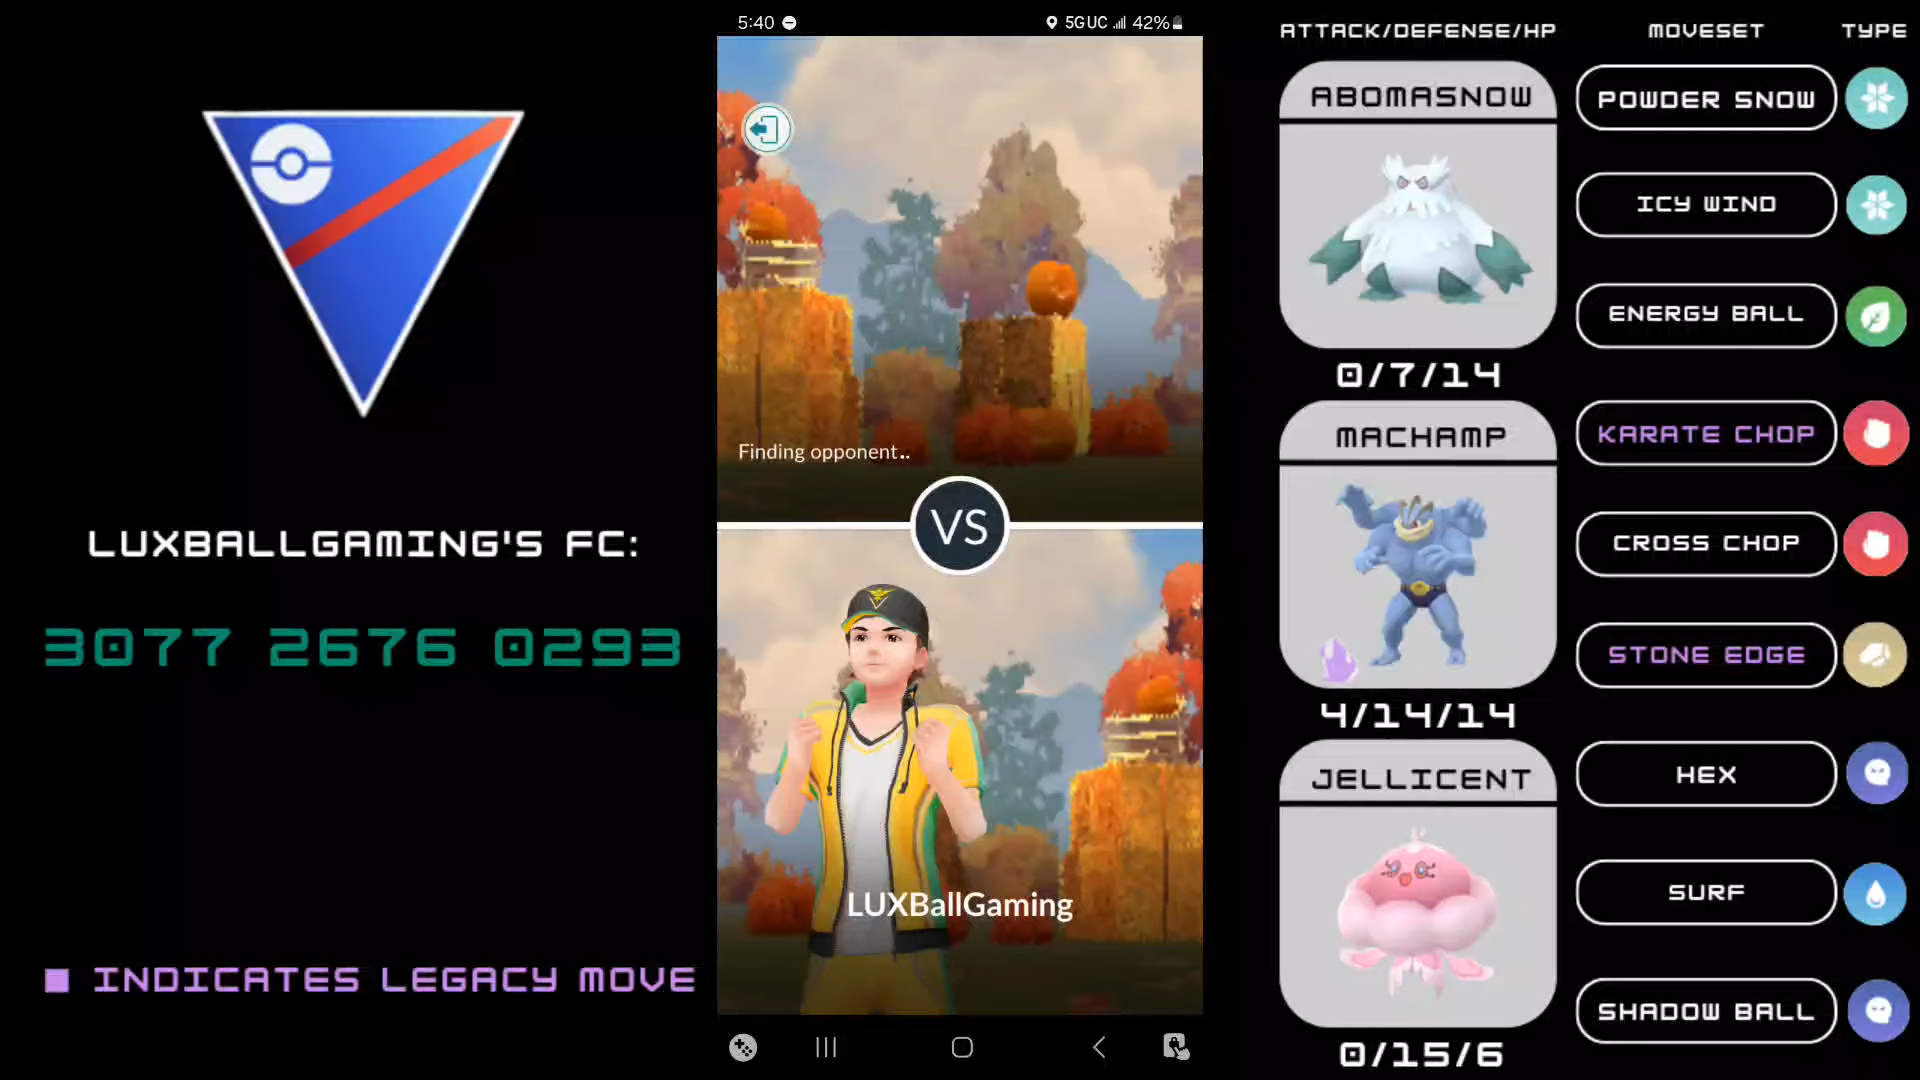 LUXBALLGAMING'S FC:
3077 2676 0293
INDICATES LEGACY MOVE
5:40
5GUC 42%
Finding opponent..
VS
LUXBallGaming
ATTACK/DEFENSE/HP MOVESET TYPE
ABOMASNOW
POWDER SNOW
ICY WIND
ENERGY BALL
0/7/14
MACHAMP
KARATE CHOP
CROSS CHOP
STONE EDGE
4/14/14
JELLICENT
HEX
SURF
SHADOW BALL
0/15/6